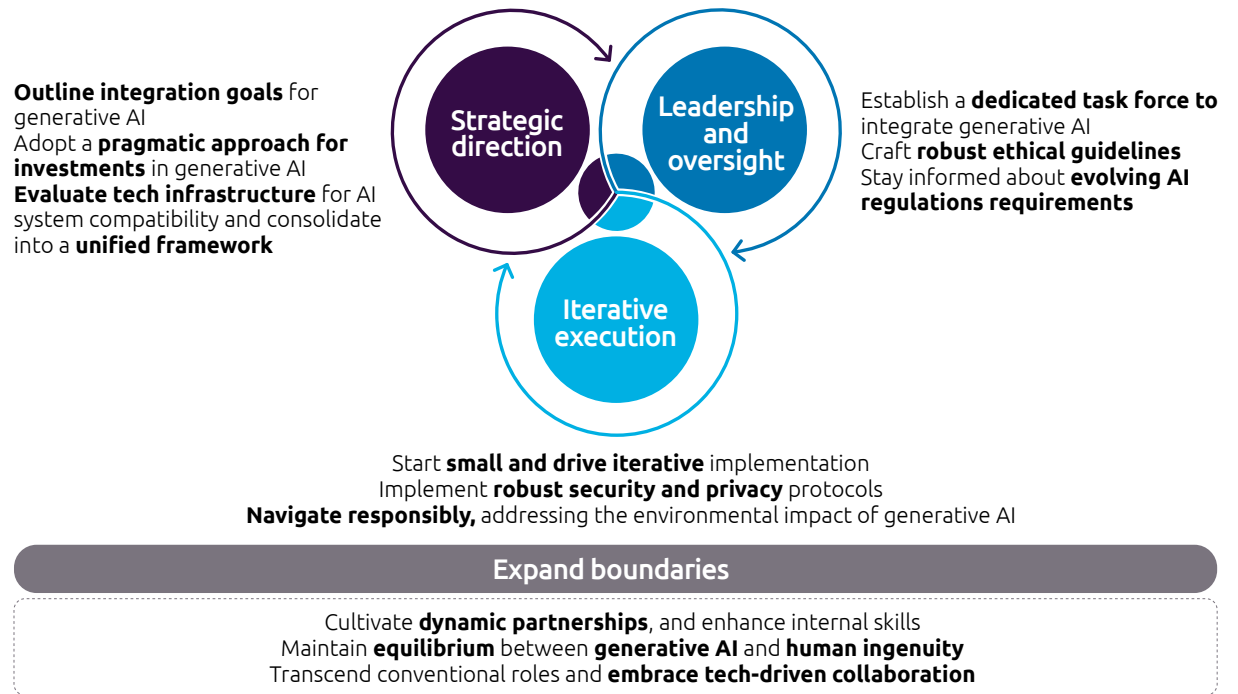 Strategic
direction
Outline integration goals for
generative AI
Adopt a pragmatic approach for
investments in generative AI
Evaluate tech infrastructure for AI
system compatibility and consolidate
into a unified framework
Leadership
and
oversight
Establish a dedicated task force to
integrate generative AI
Craft robust ethical guidelines
Stay informed about evolving AI
regulations requirements
Iterative
execution
Start small and drive iterative implementation
Implement robust security and privacy protocols
Navigate responsibly, addressing the environmental impact of generative AI
Expand boundaries
Cultivate dynamic partnerships, and enhance internal skills
Maintain equilibrium between generative AI and human ingenuity
Transcend conventional roles and embrace tech-driven collaboration